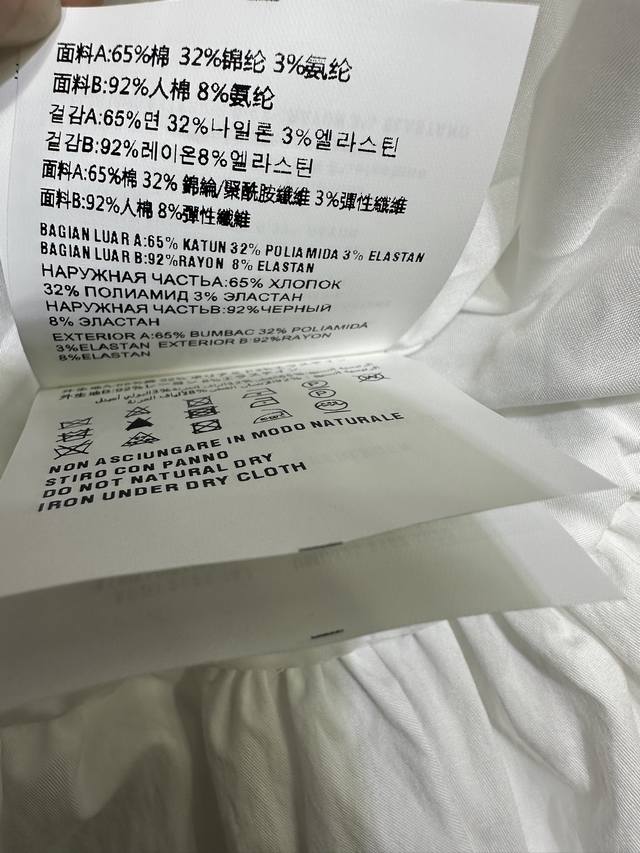 面料A:65%棉 32%锦纶 3%氨纶
面料B:92%人棉 8%氨纶
겉감A:65%면 32%나일론 3%엘라스틴
겉감B:92%레이온8%엘라스틴
面料A:65%棉 32% 錦綸/聚酰胺纖維 3%彈性纖維
面料B:92%人棉 8%彈性纖維
BAGIAN LUAR A:65% KATUN 32% POLIAMIDA 3% ELASTAN
BAGIAN LUAR B:92%RAYON 8% ELASTAN
НАРУЖНАЯ ЧАСТЬА:65% ХЛОПОК
32% ПОЛИАМИД 3% ЭЛАСТАН
НАРУЖНАЯ ЧАСТЬВ:92%ЧЕРНЫЙ
8% ЭЛАСТАН
EXTERIOR A:65% BUMBAC 32% POLIAMIDĂ
3%ELASTAN EXTERIOR B:92%RAYON
8%ELASTAN
NON ASCIUNGARE IN MODO NATURALE
STIRO CON PANNO
DO NOT NATURAL DRY
IRON UNDER DRY CLOTH